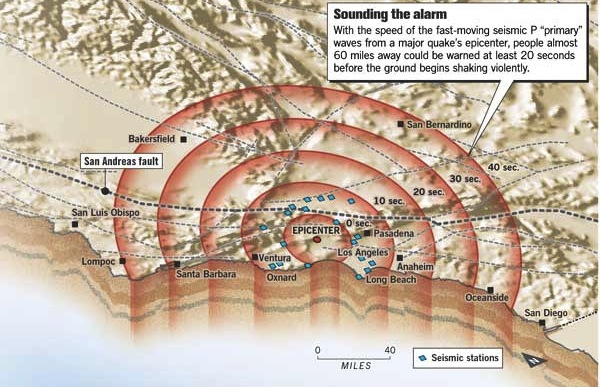 Sounding the alarm
With the speed of the fast-moving seismic P “primary”
waves from a major quake's epicenter, people almost
60 miles away could be warned at least 20 seconds
before the ground begins shaking violently.
San Bernardino
Bakersfield
San Andreas fault
40 sec.
30 sec.
20 sec.
10 sec.
0 sec.
San Luis Obispo
EPICENTER
Pasadena
Los Angeles
Lompoc
Ventura
Anaheim
Santa Barbara
Oxnard
Long Beach
Oceanside
San Diego
0 40
MILES
Seismic stations
N